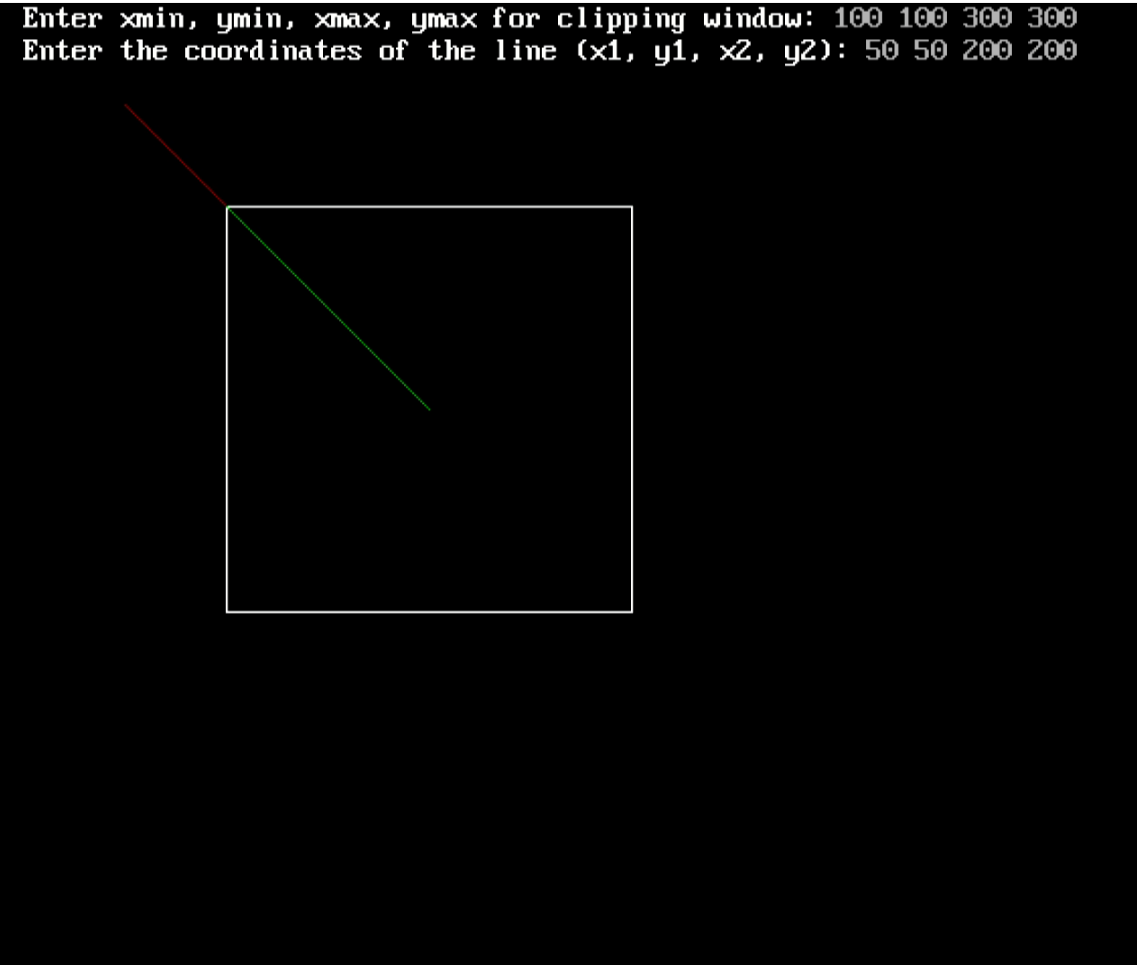 Enter xmin, ymin, xmax, ymax for clipping window: 100 100 300 300
Enter the coordinates of the line (x1, y1, x2, y2): 50 50 200 200